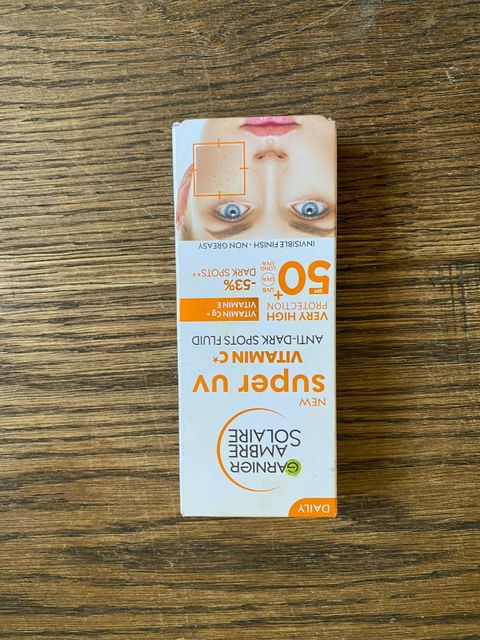 DAILY
GARNIER
AMBRE
SOLAIRE
NEW
super uv
VITAMIN C*
ANTI-DARK SPOTS FLUID
VERY HIGH
PROTECTION
VITAMIN Cg +
VITAMIN E
SPF
50+
UVB
UVA
LONG
UVA
-53%
DARK SPOTS**
INVISIBLE FINISH - NON GREASY